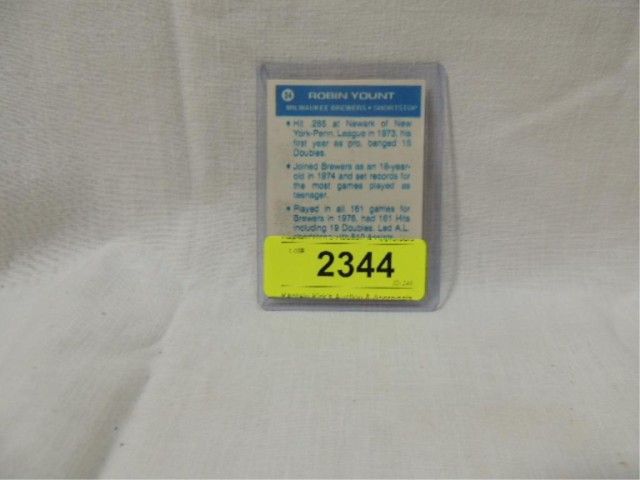 34 ROBIN YOUNT
MILWAUKEE BREWERS • SHORTSTOP
★ Hit .285 at Newark of New
York-Penn. League in 1973, his
first year as pro, banged 15
Doubles.
★ Joined Brewers as an 18-year-
old in 1974 and set records for
the most games played as
teenager.
★ Played in all 161 games for
Brewers in 1976, had 161 Hits
including 19 Doubles. Led A.L.
Lot#
2344